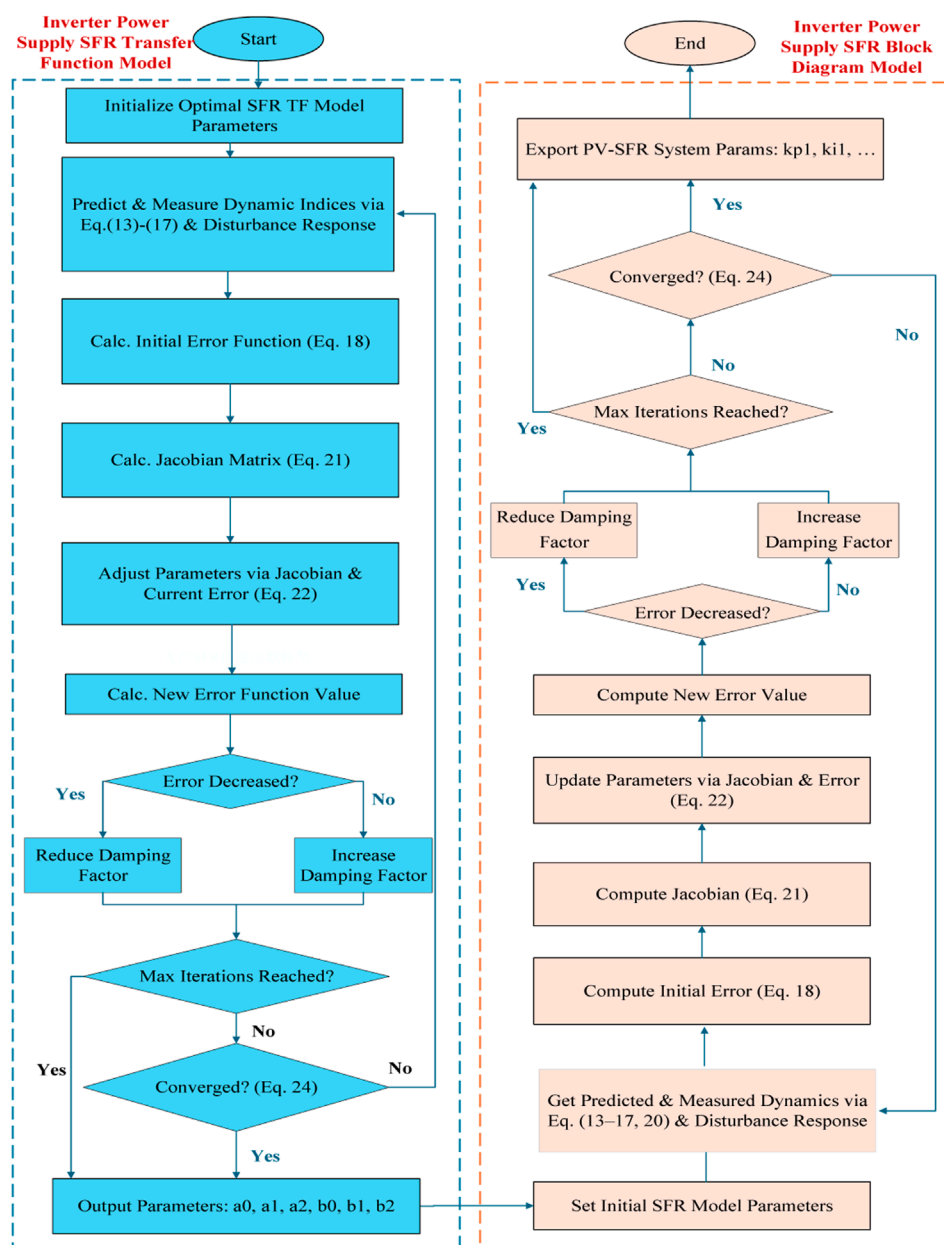 Inverter Power
Supply SFR Transfer
Function Model
Start
Initialize Optimal SFR TF Model
Parameters
Predict & Measure Dynamic Indices via
Eq.(13)-(17) & Disturbance Response
Calc. Initial Error Function (Eq. 18)
Calc. Jacobian Matrix (Eq. 21)
Adjust Parameters via Jacobian &
Current Error (Eq. 22)
Calc. New Error Function Value
Error Decreased?
Yes
No
Reduce Damping
Factor
Increase
Damping Factor
Max Iterations Reached?
No
Yes
No
Converged? (Eq. 24)
Yes
Output Parameters: a0, a1, a2, b0, b1, b2
Inverter Power
Supply SFR Block
Diagram Model
End
Export PV-SFR System Params: kp1, ki1, …
Yes
Converged? (Eq. 24)
No
No
Max Iterations Reached?
Yes
Reduce Damping
Factor
Increase
Damping Factor
Yes
No
Error Decreased?
Compute New Error Value
Update Parameters via Jacobian & Error
(Eq. 22)
Compute Jacobian (Eq. 21)
Compute Initial Error (Eq. 18)
Get Predicted & Measured Dynamics via
Eq. (13–17, 20) & Disturbance Response
Set Initial SFR Model Parameters